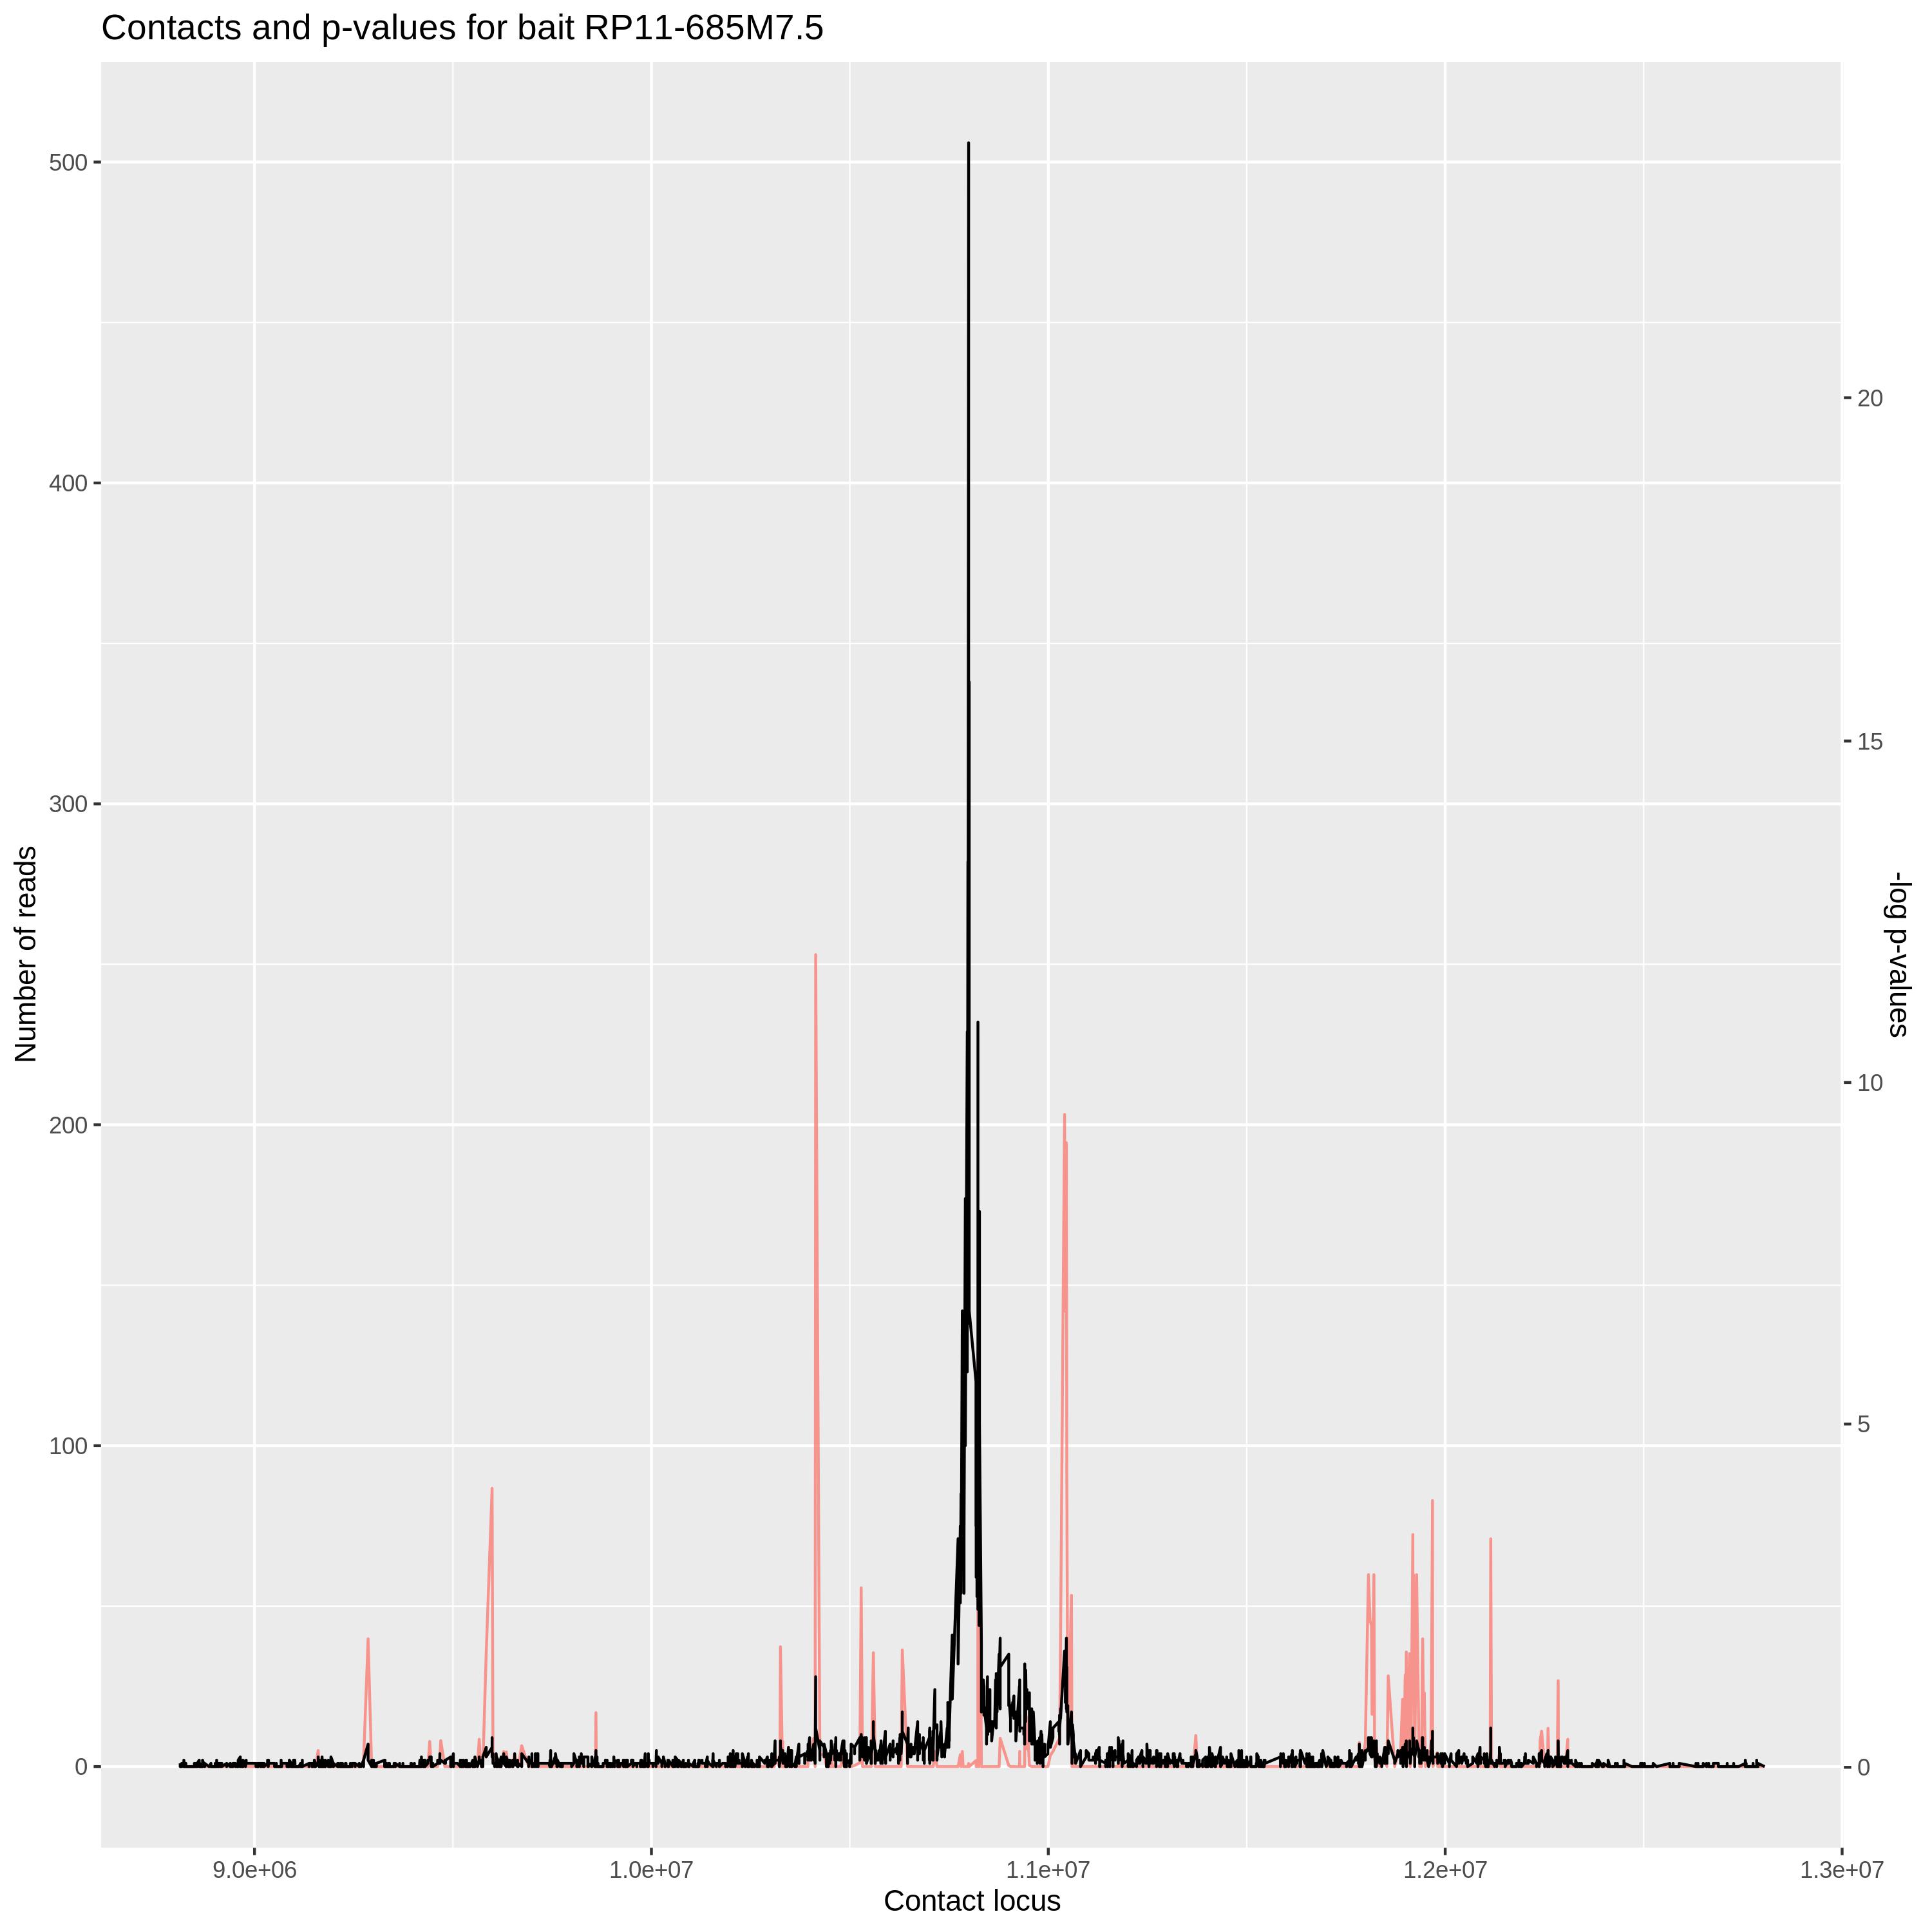 Contacts and p-values for bait RP11-685M7.5
500
400
300
200
100
0
Number of reads
20
15
10
5
0
-log p-values
9.0e+06
1.0e+07
1.1e+07
1.2e+07
1.3e+07
Contact locus